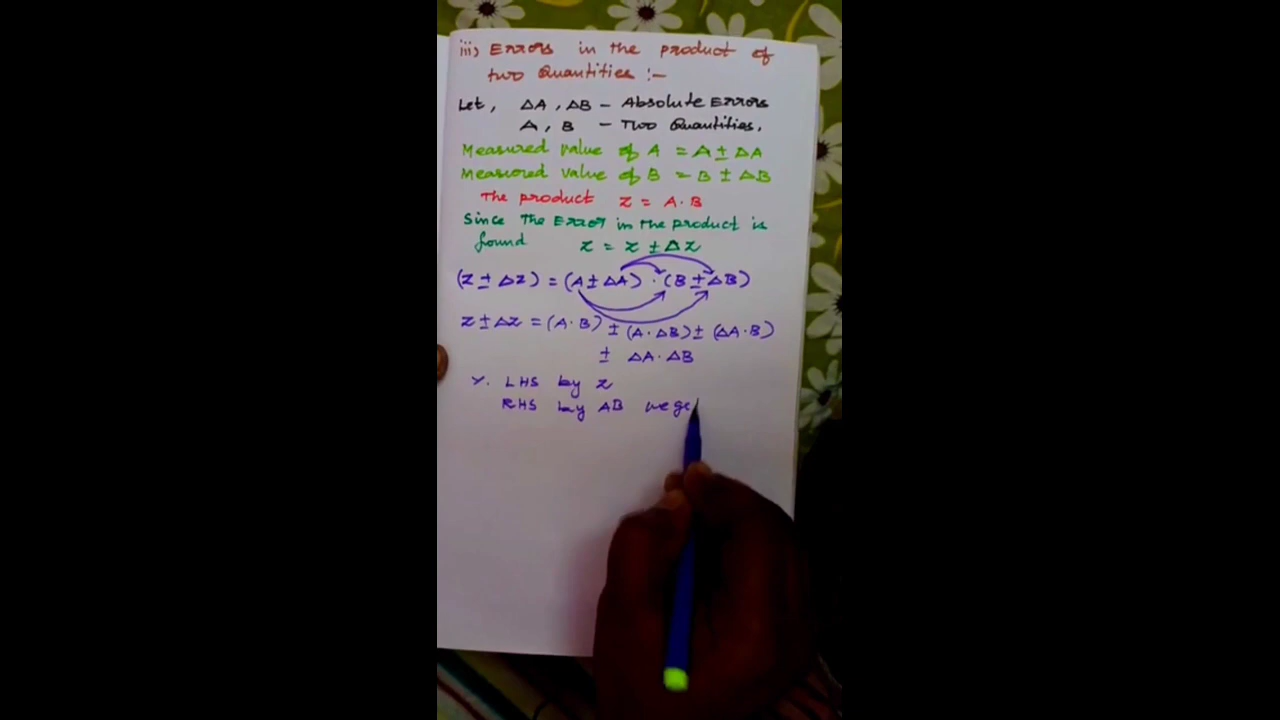 iii) Errors in the product of
two Quantities :-
Let, ΔA, ΔB - Absolute Errors
A, B - Two Quantities,
Measured value of A = A ± ΔA
Measured value of B = B ± ΔB
The product Z = A·B
Since the Error in the product is
found Z = Z ± ΔZ
(Z ± ΔZ) = (A ± ΔA) · (B ± ΔB)
Z ± ΔZ = (A·B) ± (A·ΔB) ± (ΔA·B)
± ΔA·ΔB
LHS by Z
RHS by AB we ge